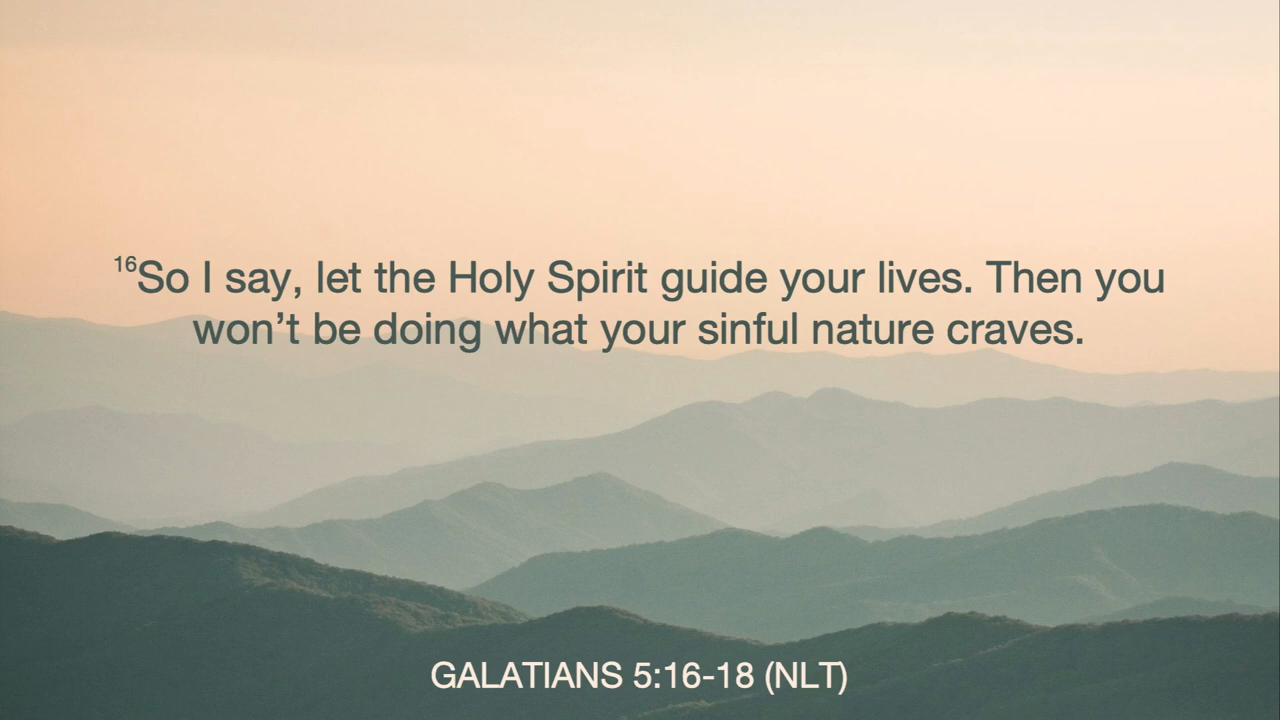 ¹⁶So I say, let the Holy Spirit guide your lives. Then you
won’t be doing what your sinful nature craves.
GALATIANS 5:16-18 (NLT)